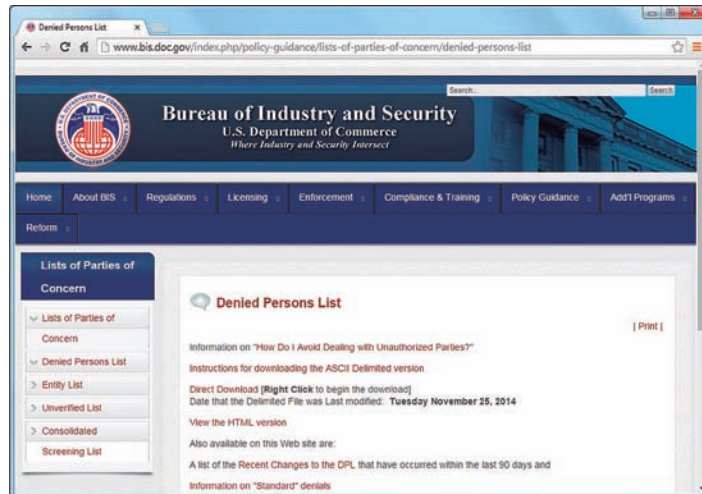 Denied Persons List
www.bis.doc.gov/index.php/policy-guidance/lists-of-parties-of-concern/denied-persons-list
Search...
Search
Bureau of Industry and Security
U.S. Department of Commerce
Where Industry and Security Intersect
Home
About BIS
Regulations
Licensing
Enforcement
Compliance & Training
Policy Guidance
Add'l Programs
Reform
Lists of Parties of
Concern
Lists of Parties of
Concern
Denied Persons List
Entity List
Unverified List
Consolidated
Screening List
Denied Persons List
| Print |
Information on "How Do I Avoid Dealing with Unauthorized Parties?"
Instructions for downloading the ASCII Delimited version
Direct Download [Right Click to begin the download]
Date that the Delimited File was Last modified: Tuesday November 25, 2014
View the HTML version
Also available on this Web site are:
A list of the Recent Changes to the DPL that have occurred within the last 90 days and
Information on "Standard" denials